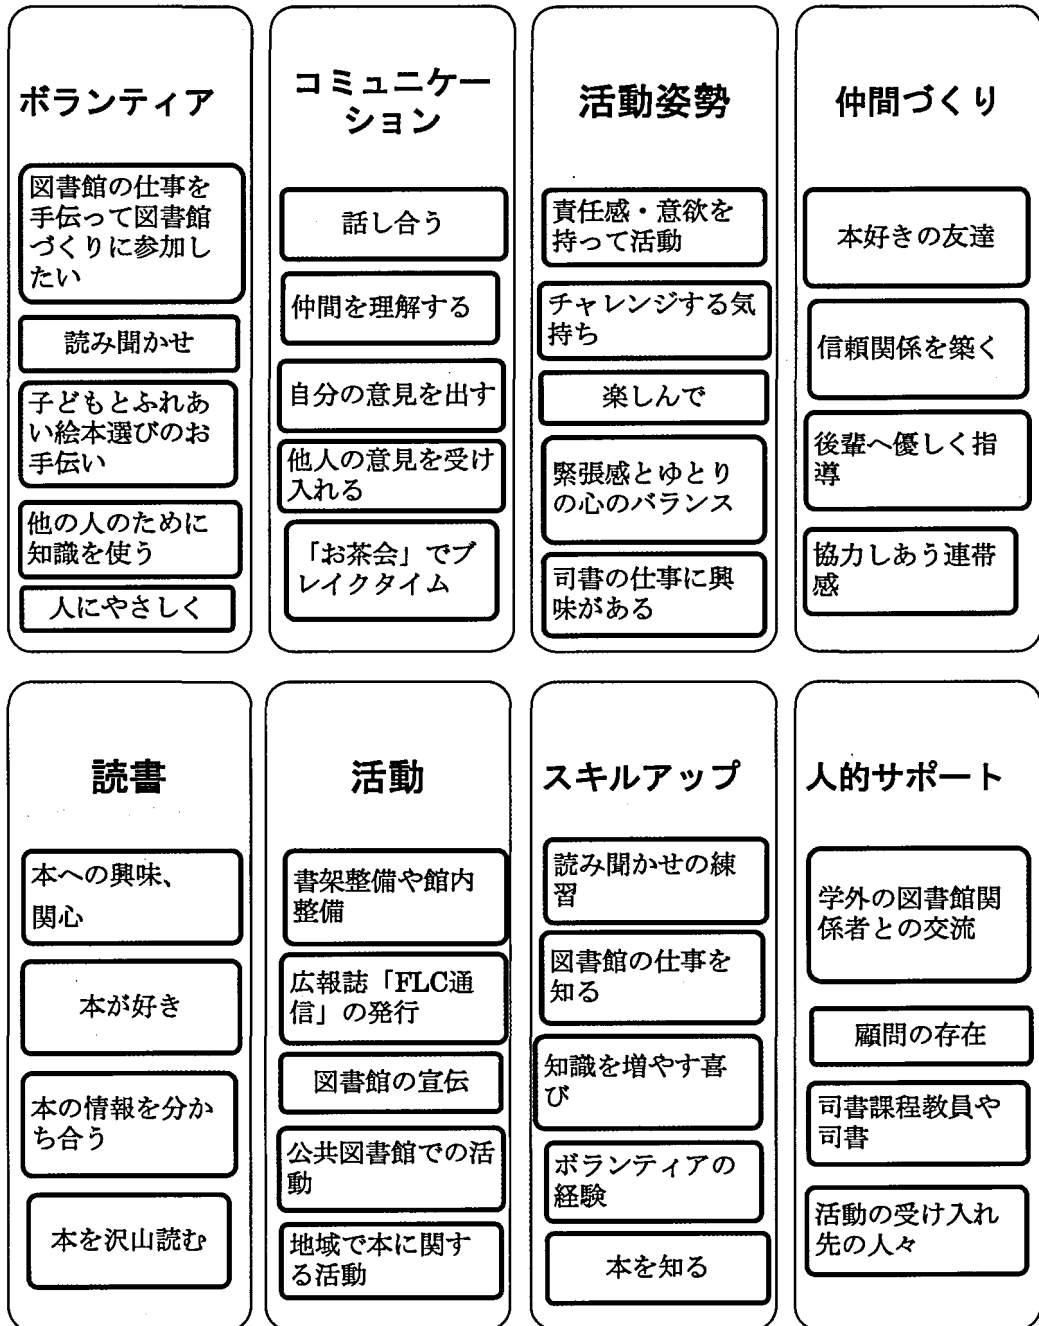 ボランティア
図書館の仕事を
手伝って図書館
づくりに参加し
たい
読み聞かせ
子どもとふれあ
い絵本選びのお
手伝い
他の人のために
知識を使う
人にやさしく
コミュニケー
ション
話し合う
仲間を理解する
自分の意見を出す
他人の意見を受け
入れる
「お茶会」でブ
レイクタイム
活動姿勢
責任感・意欲を
持って活動
チャレンジする気
持ち
楽しんで
緊張感とゆとり
の心のバランス
司書の仕事に興
味がある
仲間づくり
本好きの友達
信頼関係を築く
後輩へ優しく指
導
協力しあう連帯
感
読書
本への興味、
関心
本が好き
本の情報を分か
ち合う
本を沢山読む
活動
書架整備や館内
整備
広報誌「FLC通
信」の発行
図書館の宣伝
公共図書館での活
動
地域で本に関す
る活動
スキルアップ
読み聞かせの練
習
図書館の仕事を
知る
知識を増やす喜
び
ボランティアの
経験
本を知る
人的サポート
学外の図書館関
係者との交流
顧問の存在
司書課程教員や
司書
活動の受け入れ
先の人々